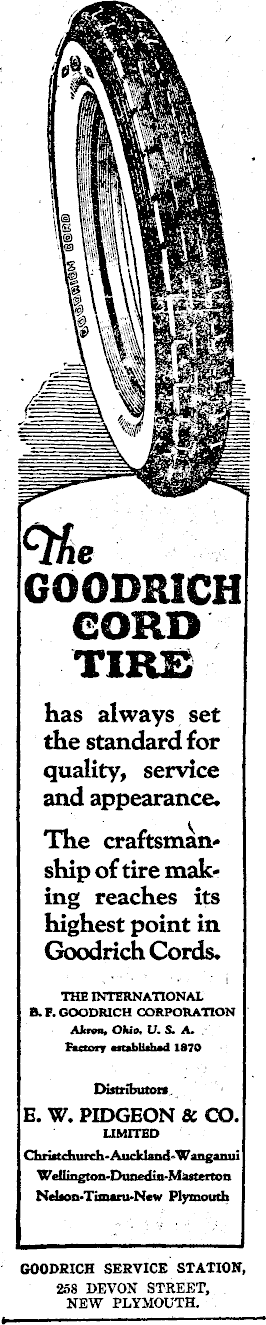 GOODRICH CORD
The
GOODRICH
CORD
TIRE
has always set
the standard for
quality, service
and appearance.
The craftsman-
ship of tire mak-
ing reaches its
highest point in
Goodrich Cords.
THE INTERNATIONAL
B. F. GOODRICH CORPORATION
Akron, Ohio, U. S. A.
Factory established 1870
Distributors
E. W. PIDGEON & CO.
LIMITED
Christchurch-Auckland-Wanganui
Wellington-Dunedin-Masterton
Nelson-Timaru-New Plymouth
GOODRICH SERVICE STATION,
258 DEVON STREET,
NEW PLYMOUTH.